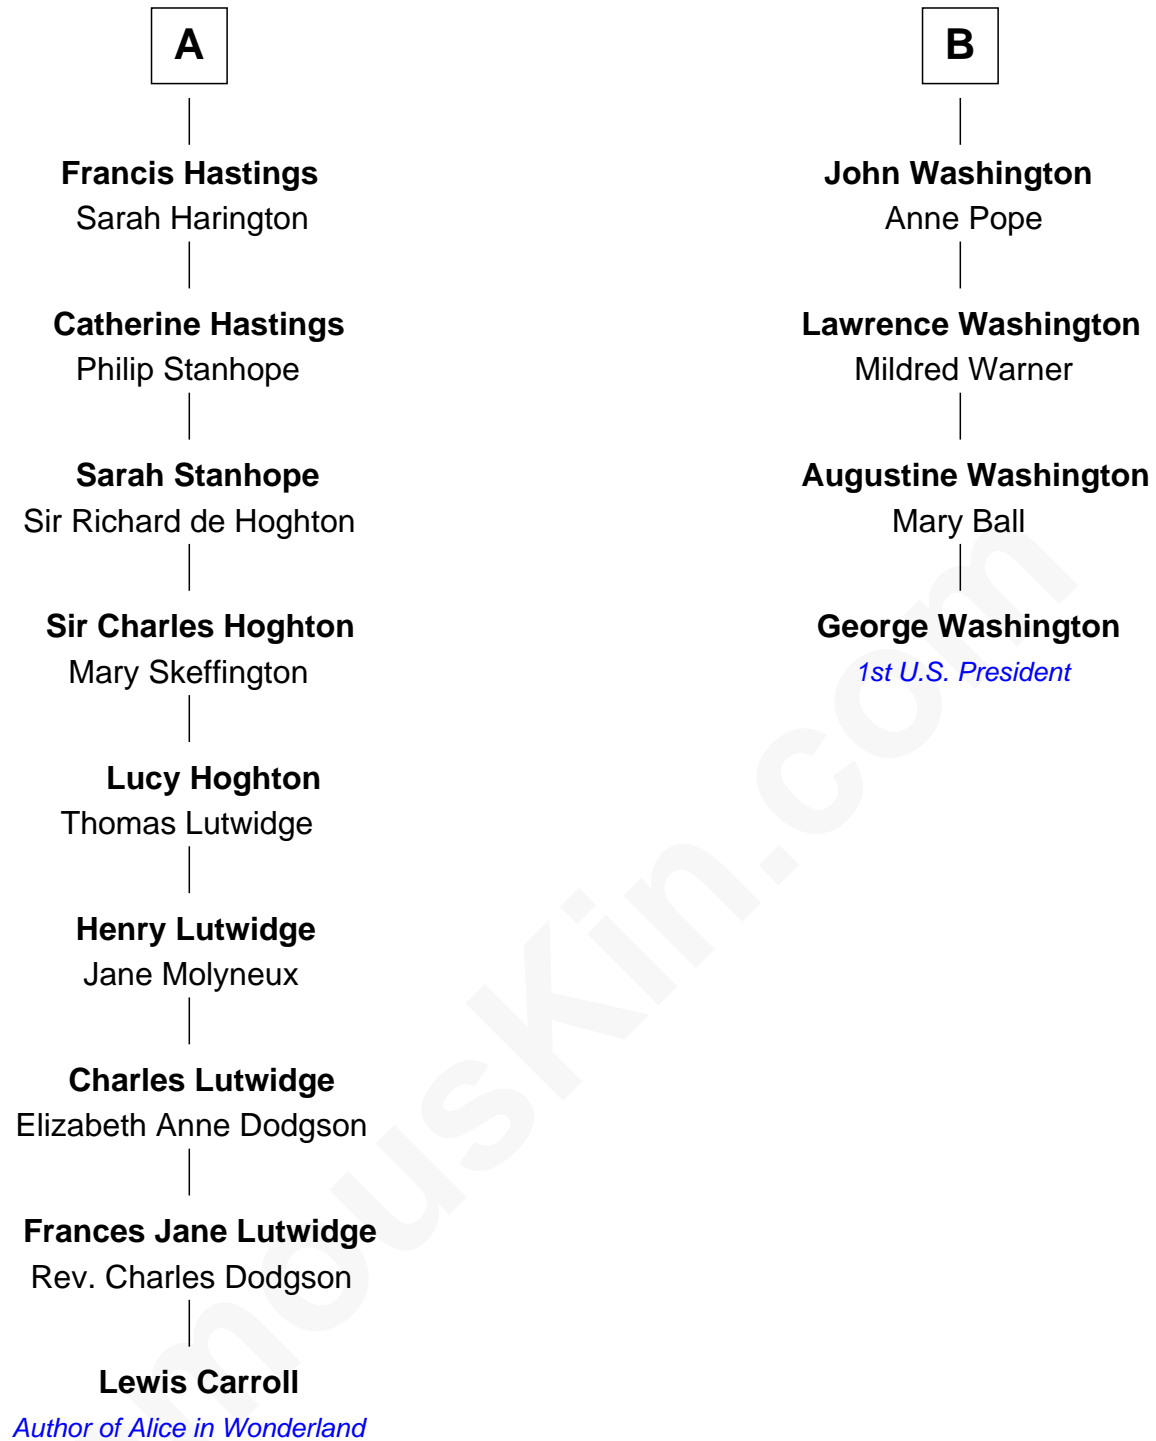 A
Francis Hastings
Sarah Harington
Catherine Hastings
Philip Stanhope
Sarah Stanhope
Sir Richard de Hoghton
Sir Charles Hoghton
Mary Skeffington
Lucy Hoghton
Thomas Lutwidge
Henry Lutwidge
Jane Molyneux
Charles Lutwidge
Elizabeth Anne Dodgson
Frances Jane Lutwidge
Rev. Charles Dodgson
Lewis Carroll
Author of Alice in Wonderland
B
John Washington
Anne Pope
Lawrence Washington
Mildred Warner
Augustine Washington
Mary Ball
George Washington
1st U.S. President
mousKin.com